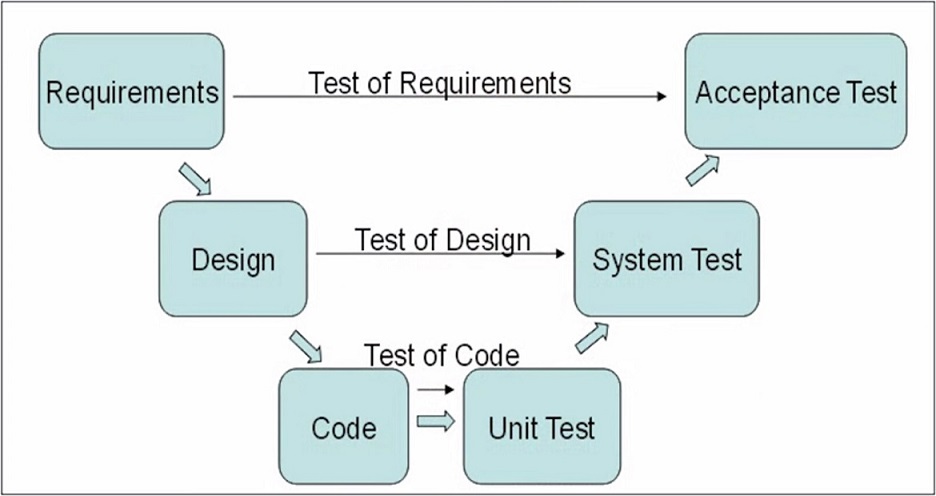 Requirements
Test of Requirements
Acceptance Test
Design
Test of Design
System Test
Test of Code
Code
Unit Test